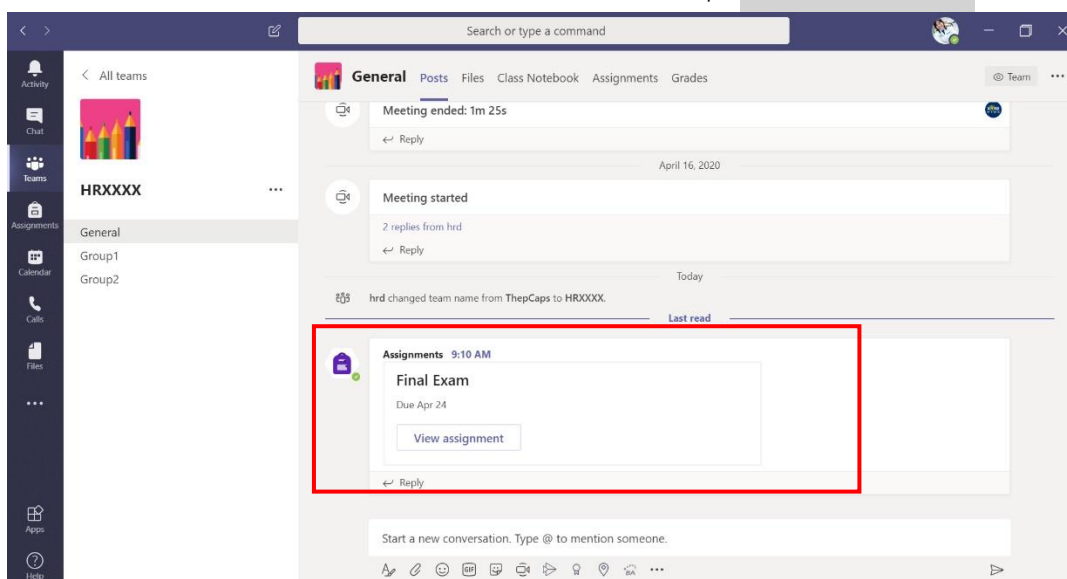 Search or type a command
Activity
Chat
Teams
Assignments
Calendar
Calls
Files
Apps
Help
All teams
HRXXXX
General
Group1
Group2
General Posts Files Class Notebook Assignments Grades
Team
Meeting ended: 1m 25s
Reply
April 16, 2020
Meeting started
2 replies from hrd
Reply
Today
hrd changed team name from ThepCaps to HRXXXX.
Last read
Assignments 9:10 AM
Final Exam
Due Apr 24
View assignment
Reply
Start a new conversation. Type @ to mention someone.
GIF